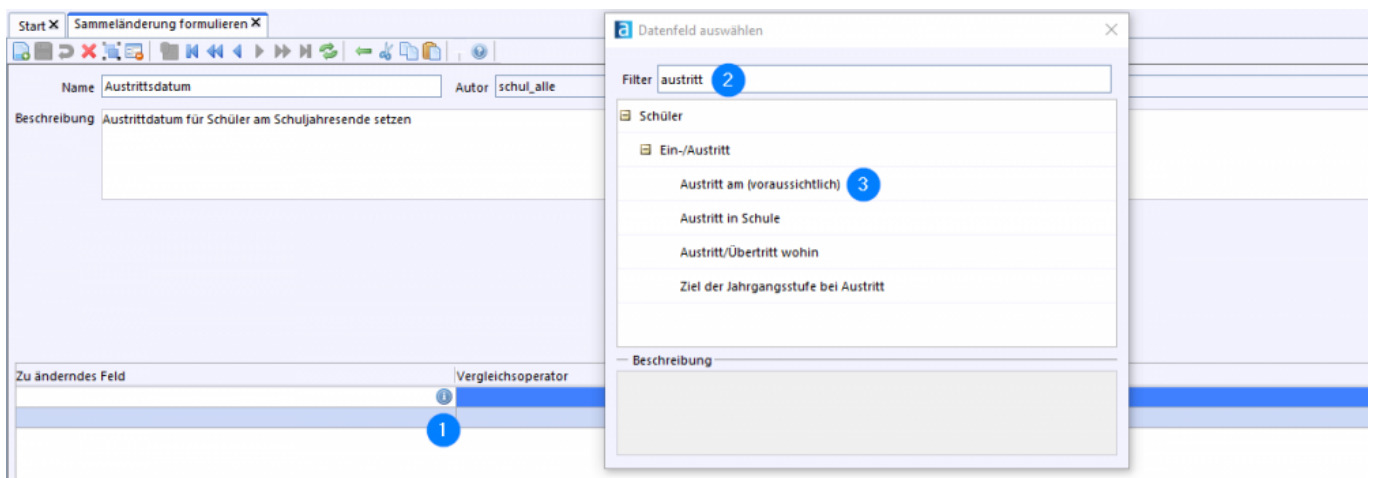 Start X Sammeländerung formulieren X
Name Austrittsdatum Autor schul_alle
Beschreibung Austrittdatum für Schüler am Schuljahresende setzen
Zu änderndes Feld Vergleichsoperator
1
a Datenfeld auswählen
Filter austritt 2
Schüler
Ein-/Austritt
Austritt am (voraussichtlich) 3
Austritt in Schule
Austritt/Übertritt wohin
Ziel der Jahrgangsstufe bei Austritt
Beschreibung